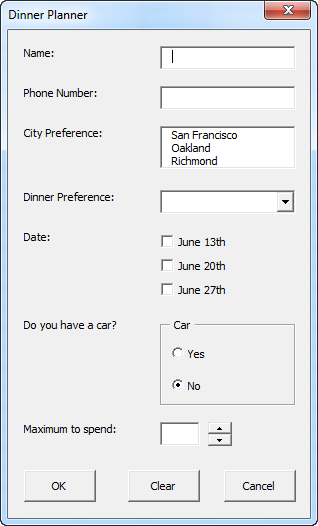 Dinner Planner
Name:
Phone Number:
City Preference:
San Francisco
Oakland
Richmond
Dinner Preference:
Date:
June 13th
June 20th
June 27th
Do you have a car?
Car
Yes
No
Maximum to spend:
OK
Clear
Cancel